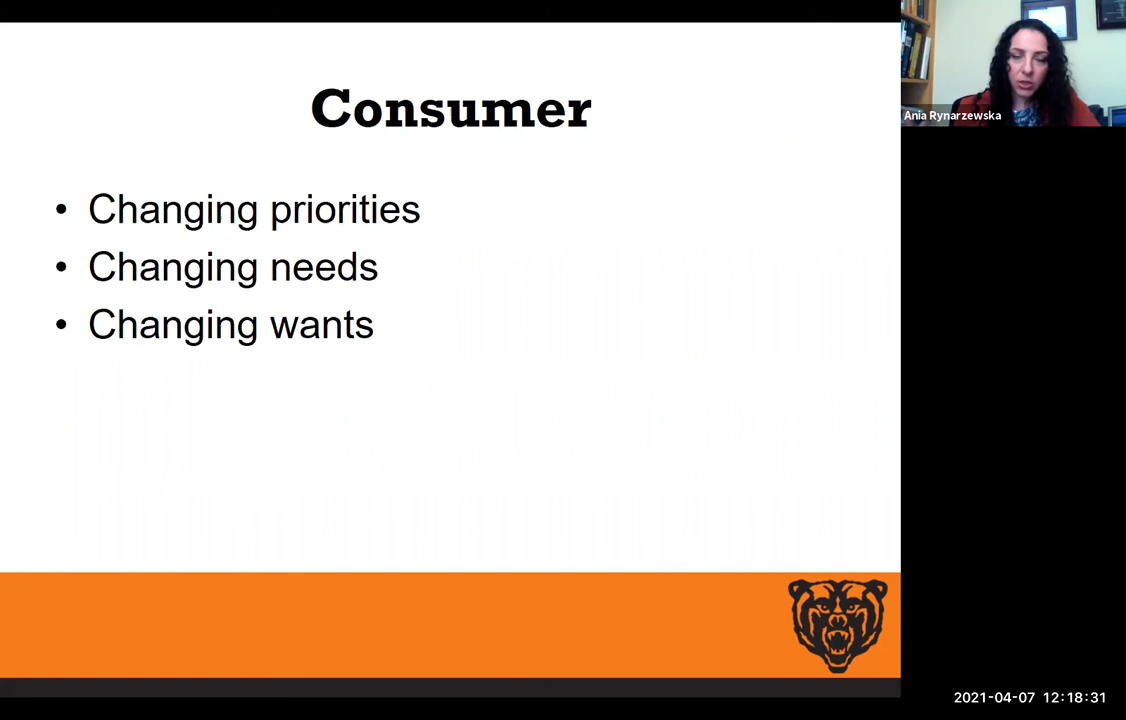 Consumer
• Changing priorities
• Changing needs
• Changing wants
Ania Rynarzewska
2021-04-07 12:18:31